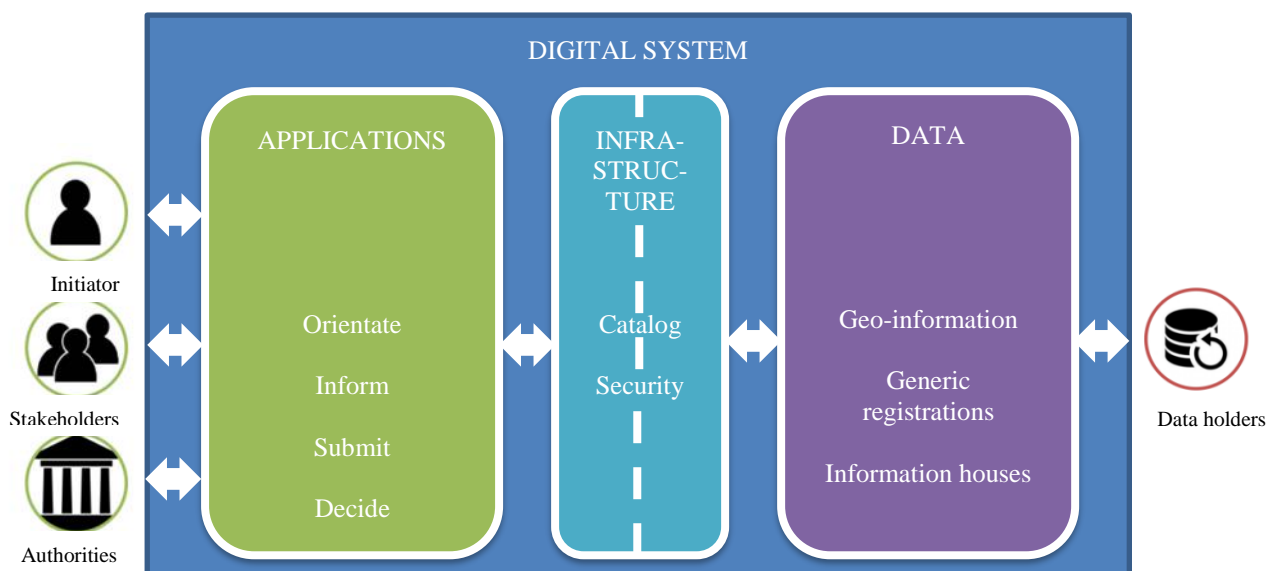 DIGITAL SYSTEM
APPLICATIONS
Orientate
Inform
Submit
Decide
INFRA-
STRUC-
TURE
Catalog
Security
DATA
Geo-information
Generic
registrations
Information houses
Initiator
Stakeholders
Authorities
Data holders